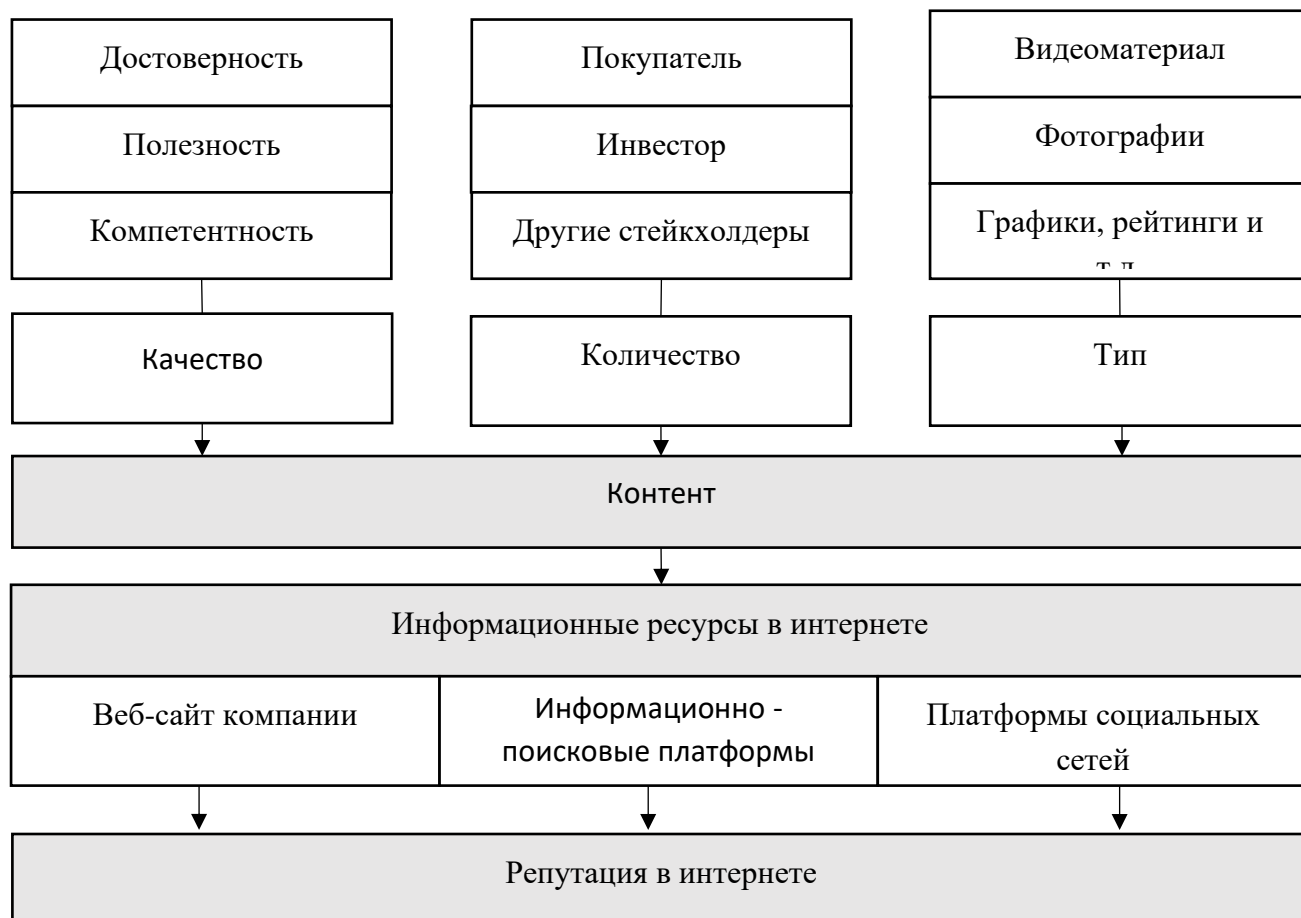 Достоверность
Полезность
Компетентность
Покупатель
Инвестор
Другие стейкхолдеры
Видеоматериал
Фотографии
Графики, рейтинги и
Качество
Количество
Тип
Контент
Информационные ресурсы в интернете
Веб-сайт компании
Информационно -
поисковые платформы
Платформы социальных
сетей
Репутация в интернете